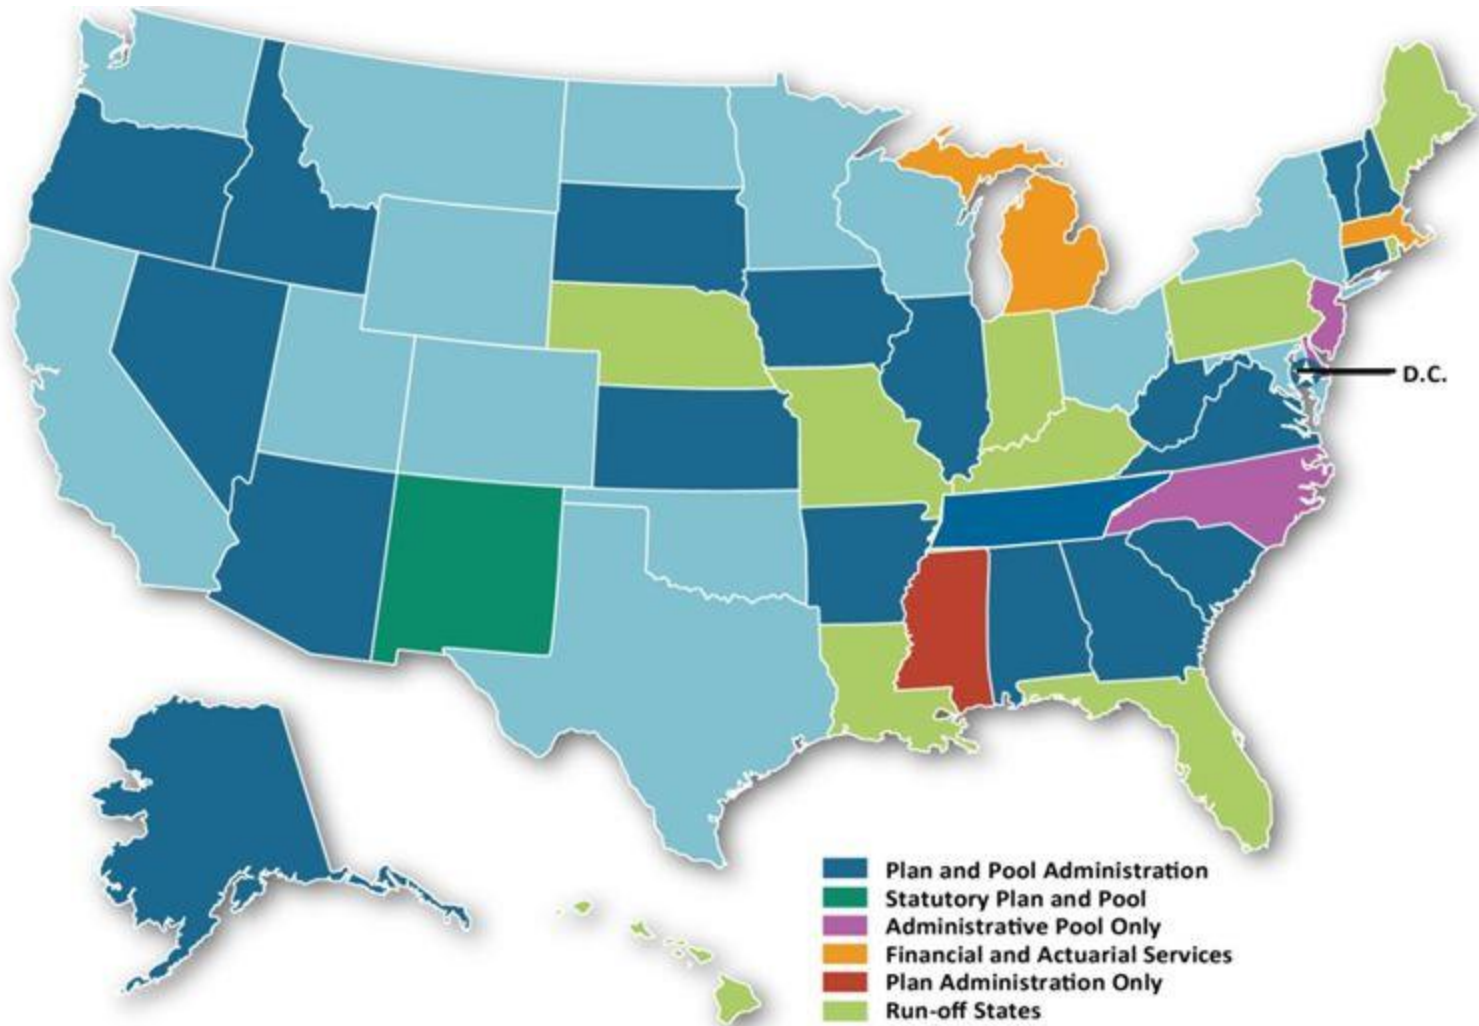 D.C.
Plan and Pool Administration
Statutory Plan and Pool
Administrative Pool Only
Financial and Actuarial Services
Plan Administration Only
Run-off States